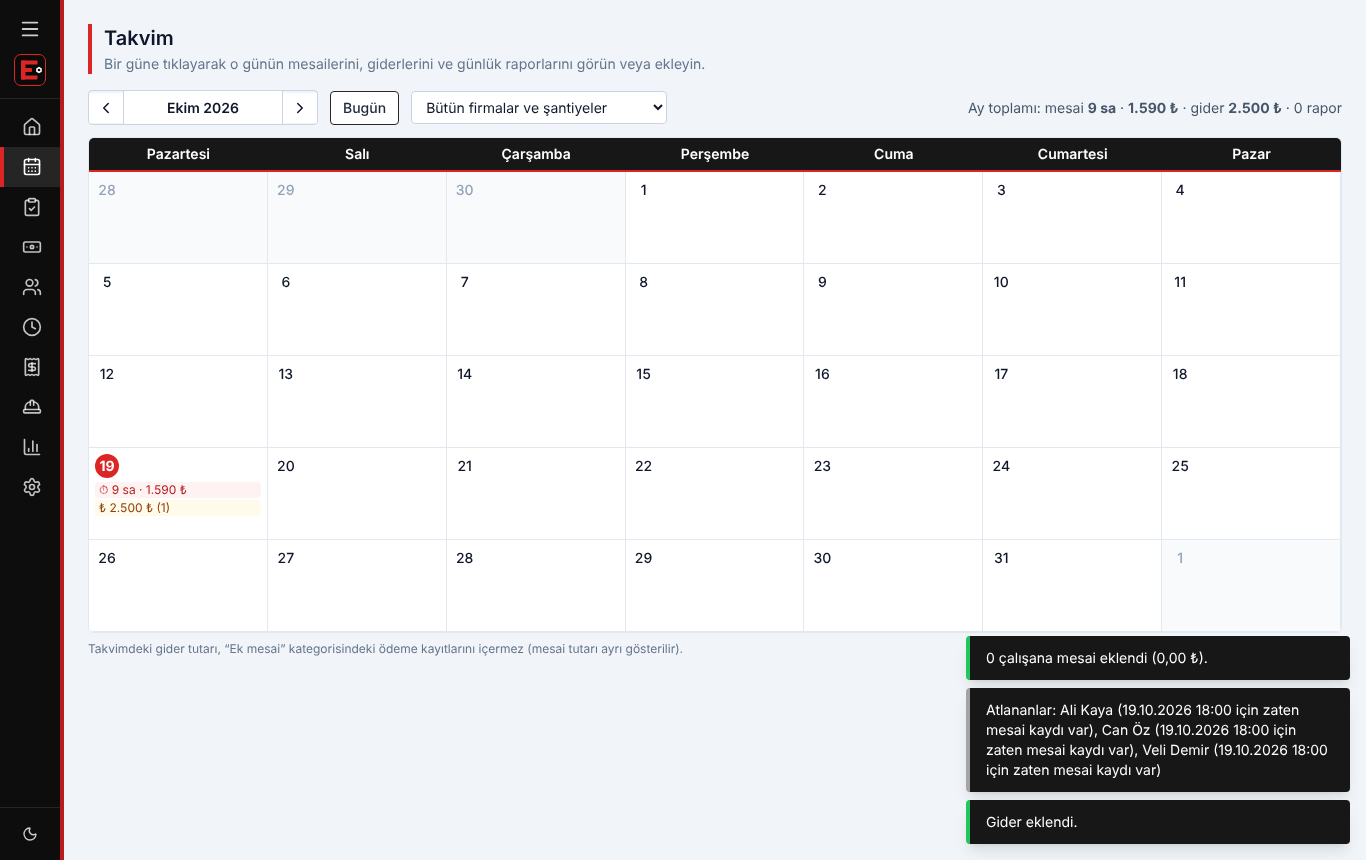 Takvim
Bir güne tıklayarak o günün mesailerini, giderlerini ve günlük raporlarını görün veya ekleyin.
Ekim 2026
Bugün
Bütün firmalar ve şantiyeler
Ay toplamı: mesai 9 sa · 1.590 ₺ · gider 2.500 ₺ · 0 rapor
Pazartesi Salı Çarşamba Perşembe Cuma Cumartesi Pazar
28 29 30 1 2 3 4
5 6 7 8 9 10 11
12 13 14 15 16 17 18
19 20 21 22 23 24 25
⏱ 9 sa · 1.590 ₺
₺ 2.500 ₺ (1)
26 27 28 29 30 31 1
Takvimdeki gider tutarı, “Ek mesai” kategorisindeki ödeme kayıtlarını içermez (mesai tutarı ayrı gösterilir).
0 çalışana mesai eklendi (0,00 ₺).
Atlananlar: Ali Kaya (19.10.2026 18:00 için zaten
mesai kaydı var), Can Öz (19.10.2026 18:00 için
zaten mesai kaydı var), Veli Demir (19.10.2026 18:00
için zaten mesai kaydı var)
Gider eklendi.